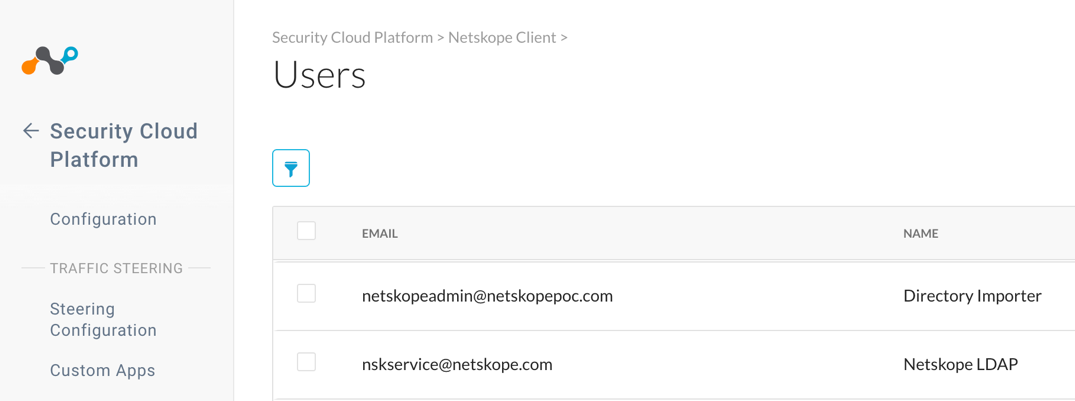 Security Cloud
Platform
Configuration
TRAFFIC STEERING
Steering
Configuration
Custom Apps
Security Cloud Platform > Netskope Client >
Users
EMAIL NAME
netskopeadmin@netskopepoc.com Directory Importer
nskservice@netskope.com Netskope LDAP